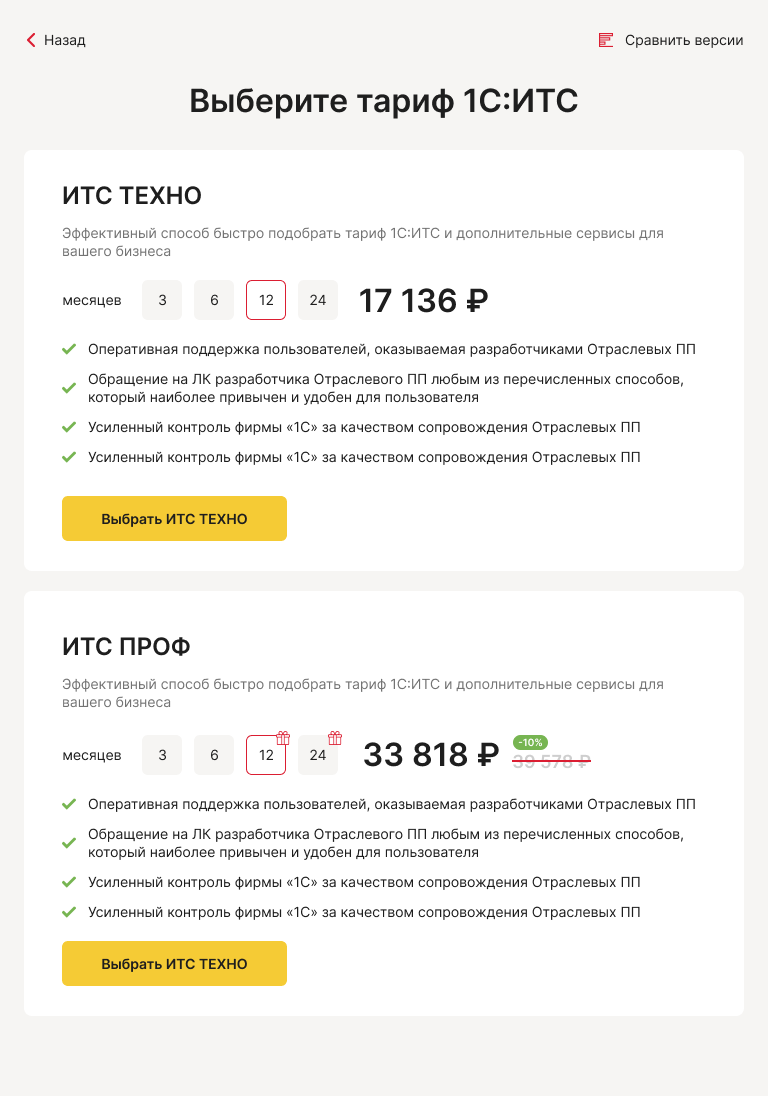 Назад
Сравнить версии
Выберите тариф 1С:ИТС
ИТС ТЕХНО
Эффективный способ быстро подобрать тариф 1С:ИТС и дополнительные сервисы для
вашего бизнеса
месяцев 3 6 12 24 17 136 ₽
Оперативная поддержка пользователей, оказываемая разработчиками Отраслевых ПП
Обращение на ЛК разработчика Отраслевого ПП любым из перечисленных способов,
который наиболее привычен и удобен для пользователя
Усиленный контроль фирмы «1С» за качеством сопровождения Отраслевых ПП
Усиленный контроль фирмы «1С» за качеством сопровождения Отраслевых ПП
Выбрать ИТС ТЕХНО
ИТС ПРОФ
Эффективный способ быстро подобрать тариф 1С:ИТС и дополнительные сервисы для
вашего бизнеса
месяцев 3 6 12 24 33 818 ₽
-10%
39 578 ₽
Оперативная поддержка пользователей, оказываемая разработчиками Отраслевых ПП
Обращение на ЛК разработчика Отраслевого ПП любым из перечисленных способов,
который наиболее привычен и удобен для пользователя
Усиленный контроль фирмы «1С» за качеством сопровождения Отраслевых ПП
Усиленный контроль фирмы «1С» за качеством сопровождения Отраслевых ПП
Выбрать ИТС ТЕХНО